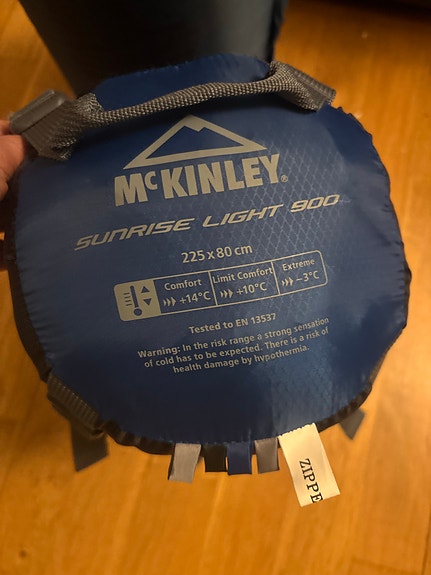 McKINLEY®
SUNRISE LIGHT 900
225 x 80 cm
Comfort Limit Comfort Extreme
+14°C +10°C −3°C
Tested to EN 13537
Warning: In the risk range a strong sensation
of cold has to be expected. There is a risk of
health damage by hypothermia.
ZIPPE